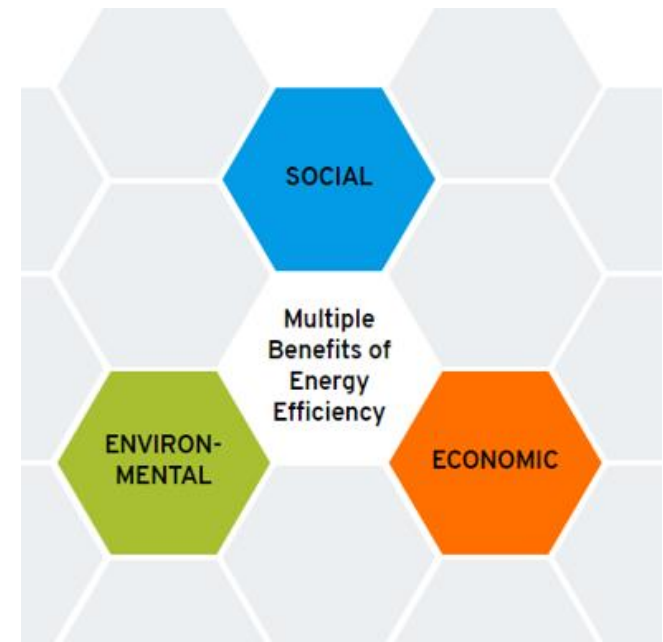 SOCIAL
Multiple
Benefits of
Energy
Efficiency
ENVIRON-
MENTAL
ECONOMIC